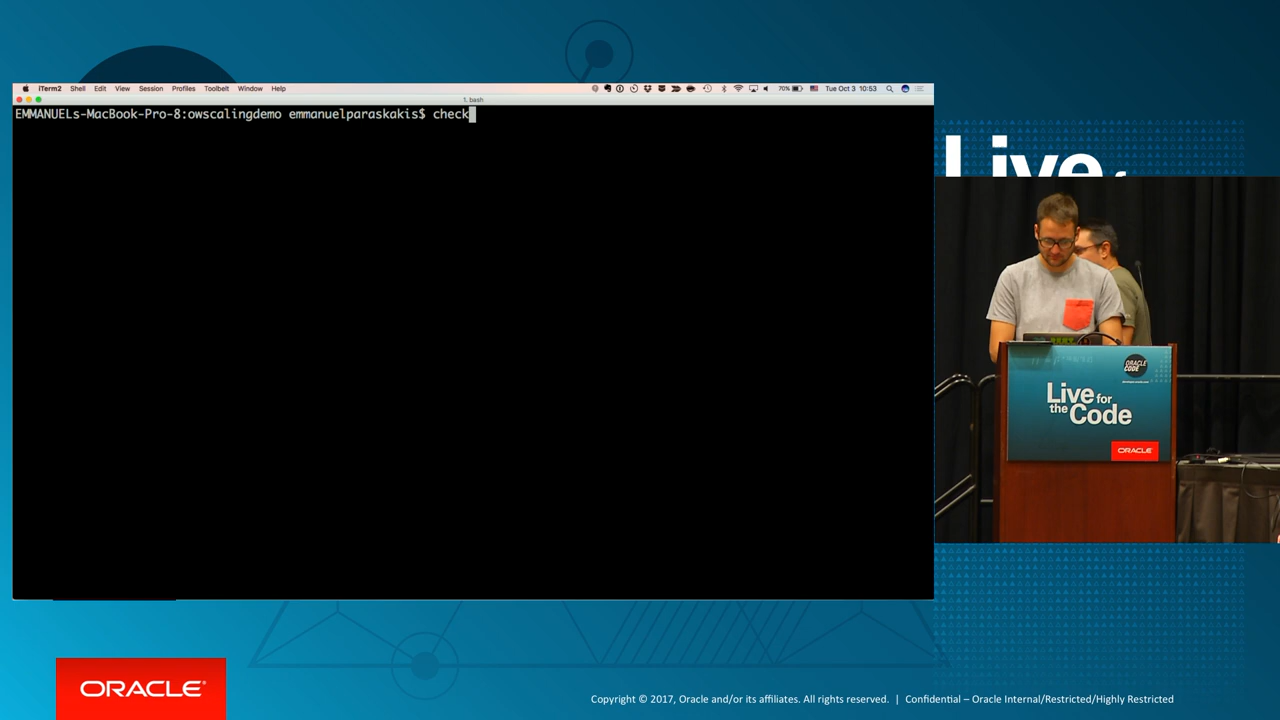 iTerm2 Shell Edit View Session Profiles Toolbelt Window Help
70% Tue Oct 3 10:53
1. bash
EMMANUELs-MacBook-Pro-8:owscalingdemo emmanuelparaskakis$ check
Live f
ORACLE
CODE
Live for
the Code
ORACLE
ORACLE®
Copyright © 2017, Oracle and/or its affiliates. All rights reserved. | Confidential – Oracle Internal/Restricted/Highly Restricted